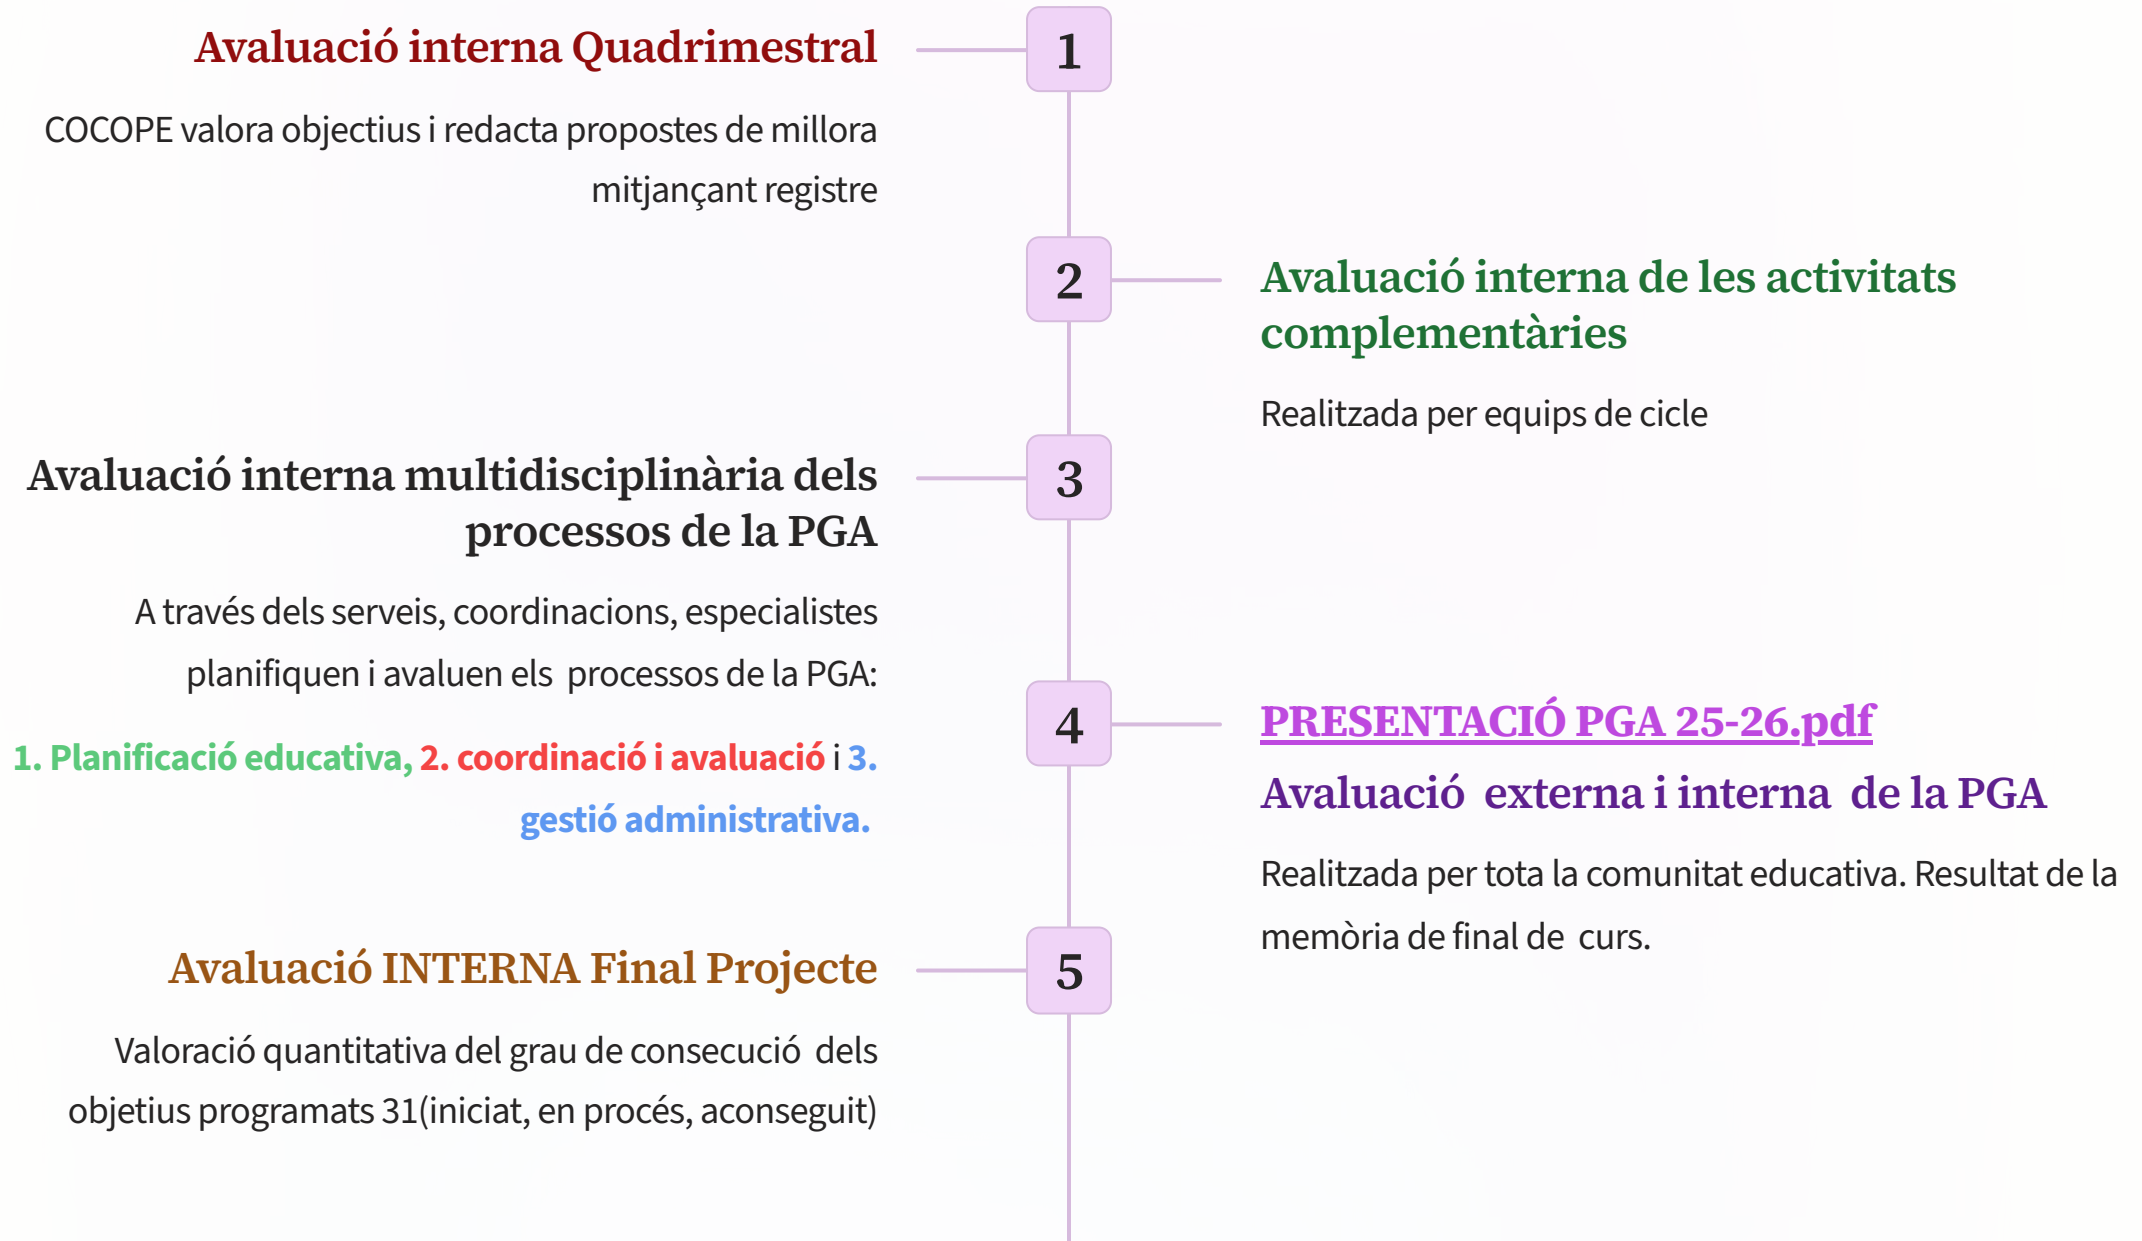 1
Avaluació interna Quadrimestral
COCOPE valora objectius i redacta propostes de millora
mitjançant registre
2
Avaluació interna de les activitats
complementàries
Realitzada per equips de cicle
3
Avaluació interna multidisciplinària dels
processos de la PGA
A través dels serveis, coordinacions, especialistes
planifiquen i avaluen els  processos de la PGA:
1. Planificació educativa, 2. coordinació i avaluació i 3.
gestió administrativa.
4
PRESENTACIÓ PGA 25-26.pdf
Avaluació  externa i interna  de la PGA
Realitzada per tota la comunitat educativa. Resultat de la
memòria de final de  curs.
5
Avaluació INTERNA Final Projecte
Valoració quantitativa del grau de consecució  dels
objetius programats 31(iniciat, en procés, aconseguit)